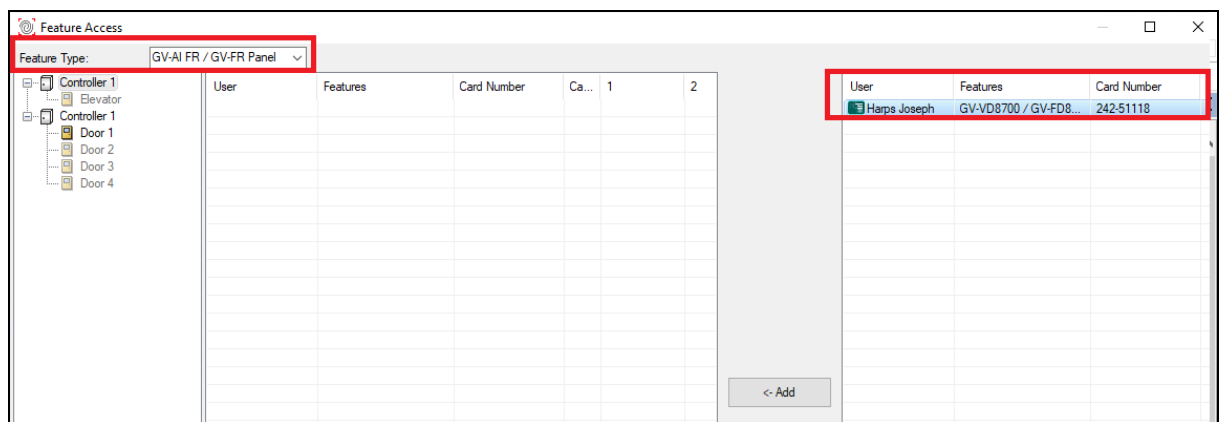 Feature Access
Feature Type: GV-AI FR / GV-FR Panel
Controller 1
Elevator
Controller 1
Door 1
Door 2
Door 3
Door 4
User Features Card Number Ca... 1 2
<- Add
User Features Card Number
Harps Joseph GV-VD8700 / GV-FD8... 242-51118